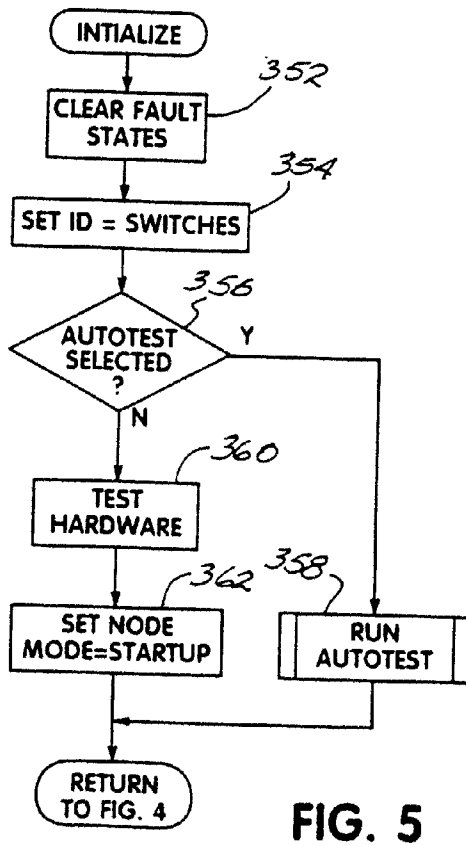 INTIALIZE
352
CLEAR FAULT
STATES
354
SET ID = SWITCHES
356
AUTOTEST
SELECTED
?
Y
N
360
TEST
HARDWARE
362
SET NODE
MODE=STARTUP
358
RUN
AUTOTEST
RETURN
TO FIG. 4
FIG. 5